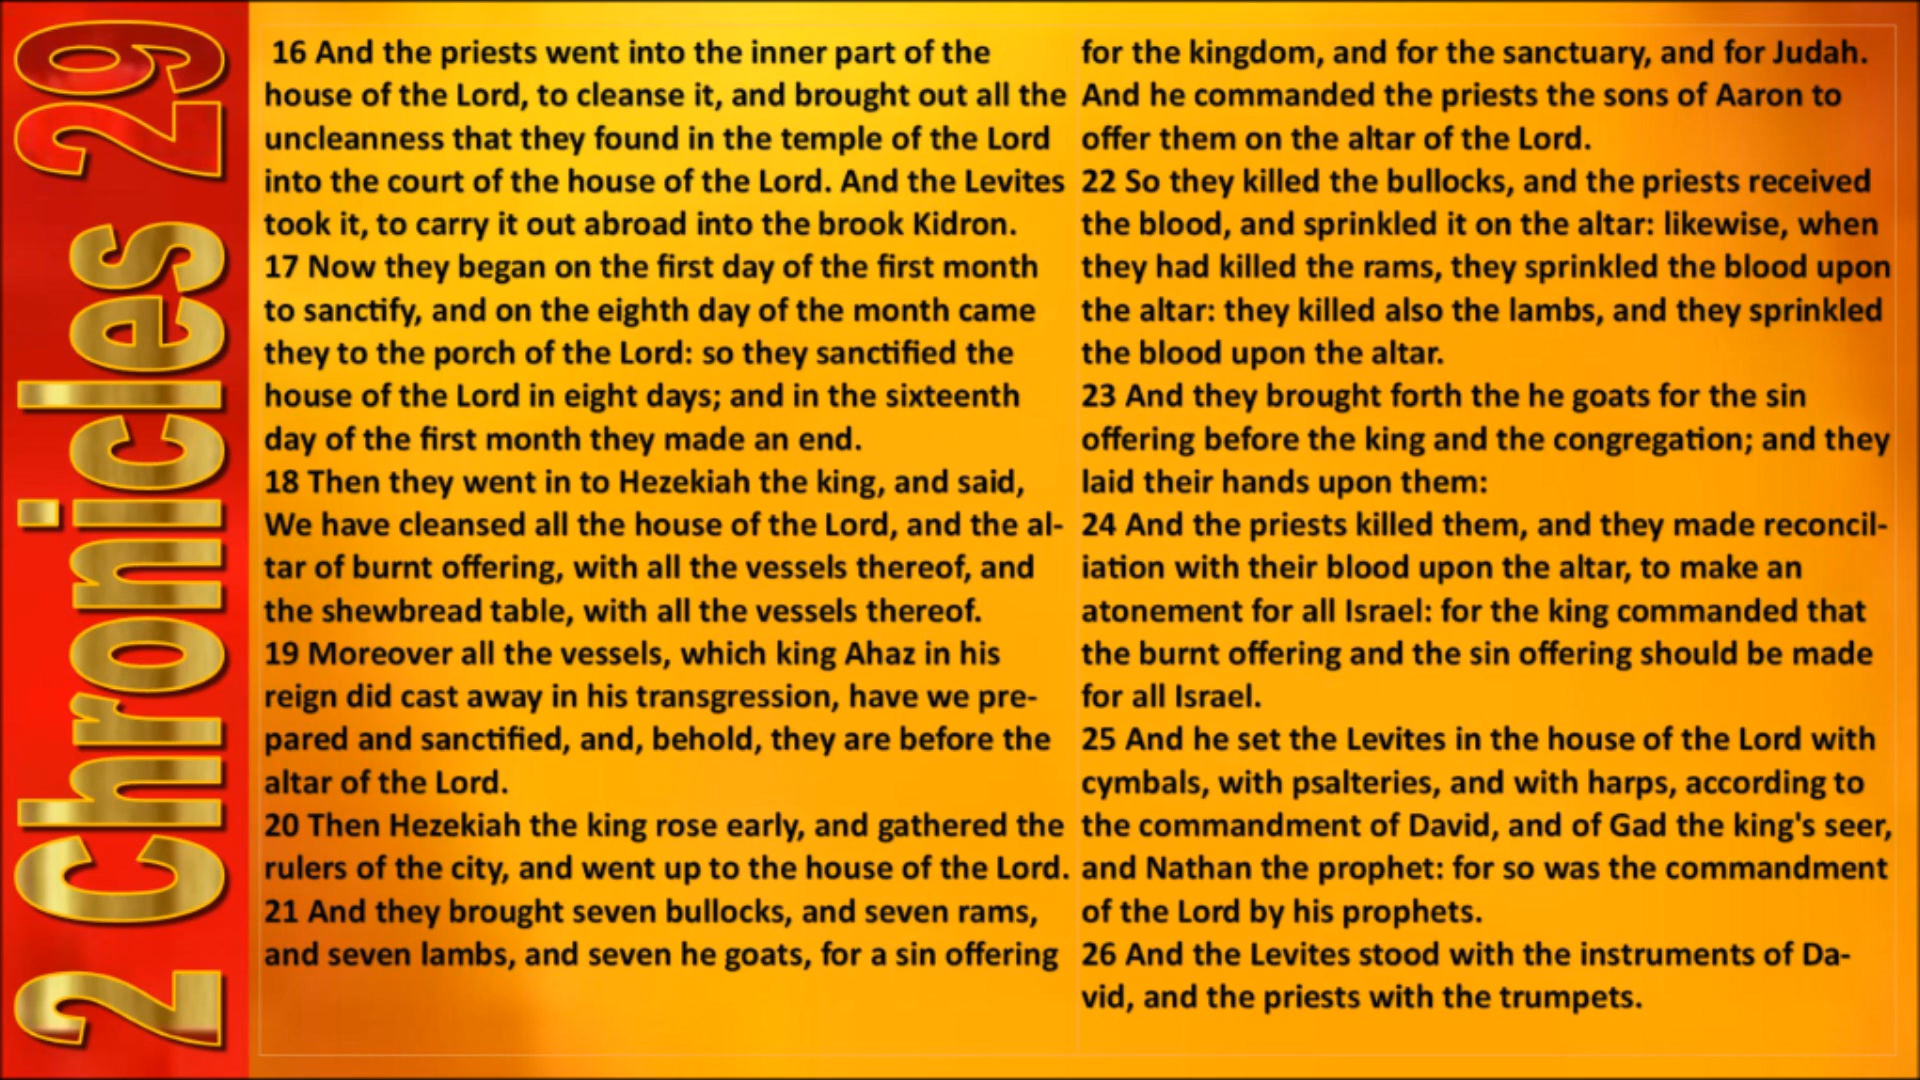 2 Chronicles 29
16 And the priests went into the inner part of the
house of the Lord, to cleanse it, and brought out all the
uncleanness that they found in the temple of the Lord
into the court of the house of the Lord. And the Levites
took it, to carry it out abroad into the brook Kidron.
17 Now they began on the first day of the first month
to sanctify, and on the eighth day of the month came
they to the porch of the Lord: so they sanctified the
house of the Lord in eight days; and in the sixteenth
day of the first month they made an end.
18 Then they went in to Hezekiah the king, and said,
We have cleansed all the house of the Lord, and the al-
tar of burnt offering, with all the vessels thereof, and
the shewbread table, with all the vessels thereof.
19 Moreover all the vessels, which king Ahaz in his
reign did cast away in his transgression, have we pre-
pared and sanctified, and, behold, they are before the
altar of the Lord.
20 Then Hezekiah the king rose early, and gathered the
rulers of the city, and went up to the house of the Lord.
21 And they brought seven bullocks, and seven rams,
and seven lambs, and seven he goats, for a sin offering
for the kingdom, and for the sanctuary, and for Judah.
And he commanded the priests the sons of Aaron to
offer them on the altar of the Lord.
22 So they killed the bullocks, and the priests received
the blood, and sprinkled it on the altar: likewise, when
they had killed the rams, they sprinkled the blood upon
the altar: they killed also the lambs, and they sprinkled
the blood upon the altar.
23 And they brought forth the he goats for the sin
offering before the king and the congregation; and they
laid their hands upon them:
24 And the priests killed them, and they made reconcil-
iation with their blood upon the altar, to make an
atonement for all Israel: for the king commanded that
the burnt offering and the sin offering should be made
for all Israel.
25 And he set the Levites in the house of the Lord with
cymbals, with psalteries, and with harps, according to
the commandment of David, and of Gad the king's seer,
and Nathan the prophet: for so was the commandment
of the Lord by his prophets.
26 And the Levites stood with the instruments of Da-
vid, and the priests with the trumpets.